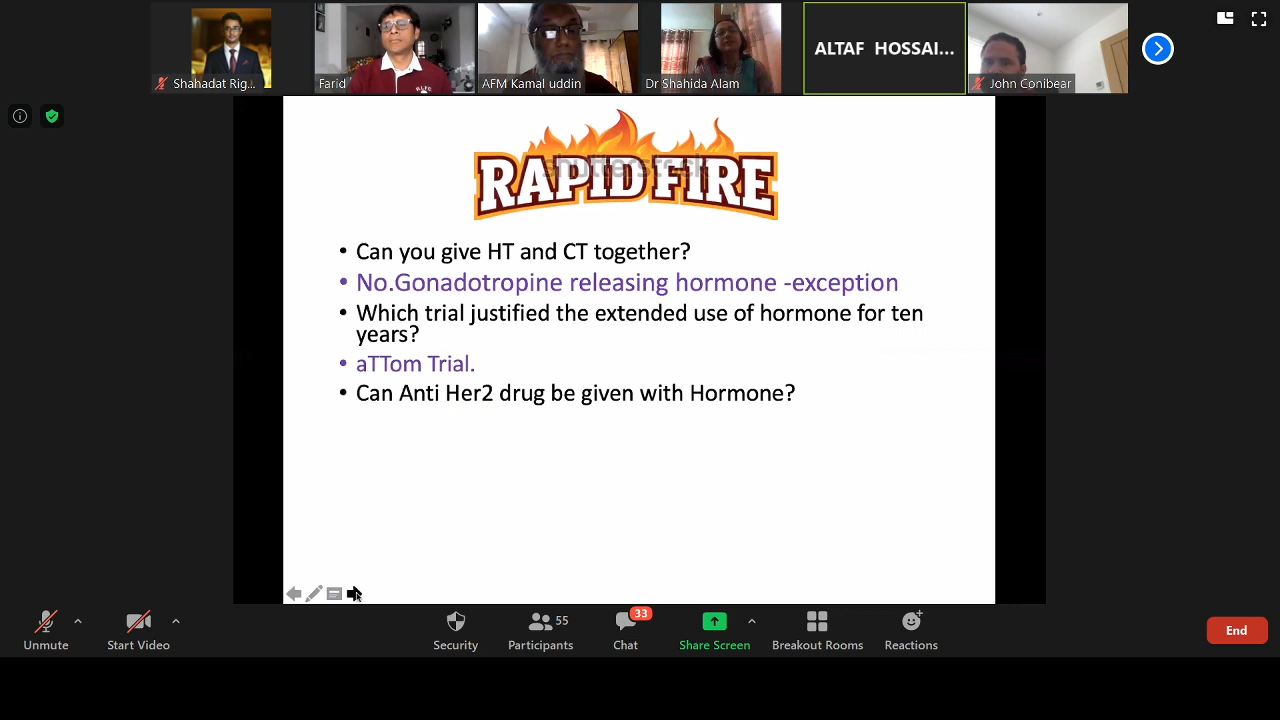 Shahadat Rig...
Farid
AFM Kamal uddin
Dr Shahida Alam
ALTAF HOSSAI...
John Conibear
shutterstock
RAPID FIRE
• Can you give HT and CT together?
• No.Gonadotropine releasing hormone -exception
• Which trial justified the extended use of hormone for ten
years?
• aTTom Trial.
• Can Anti Her2 drug be given with Hormone?
Unmute
Start Video
Security
Participants
55
Chat
33
Share Screen
Breakout Rooms
Reactions
End